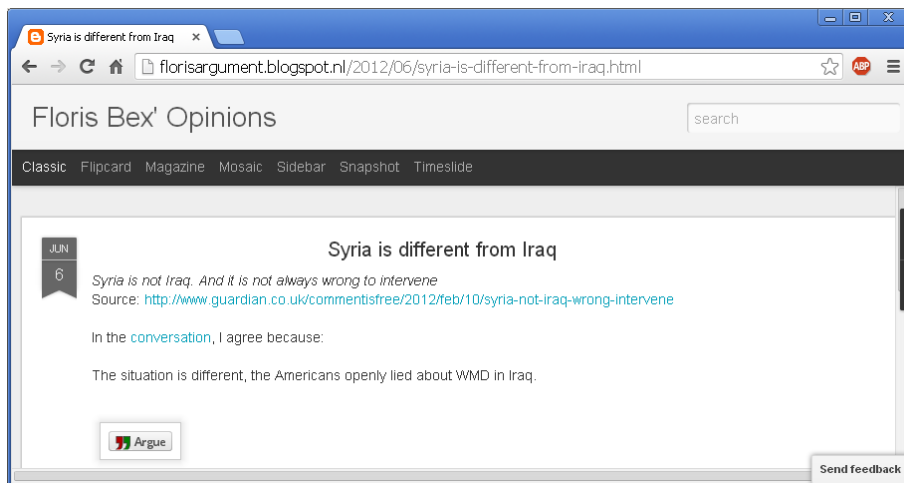 Syria is different from Iraq
florisargument.blogspot.nl/2012/06/syria-is-different-from-iraq.html
ABP
Floris Bex' Opinions
search
Classic Flipcard Magazine Mosaic Sidebar Snapshot Timeslide
JUN
6
Syria is different from Iraq
Syria is not Iraq. And it is not always wrong to intervene
Source: http://www.guardian.co.uk/commentisfree/2012/feb/10/syria-not-iraq-wrong-intervene
In the conversation, I agree because:
The situation is different, the Americans openly lied about WMD in Iraq.
Argue
Send feedback